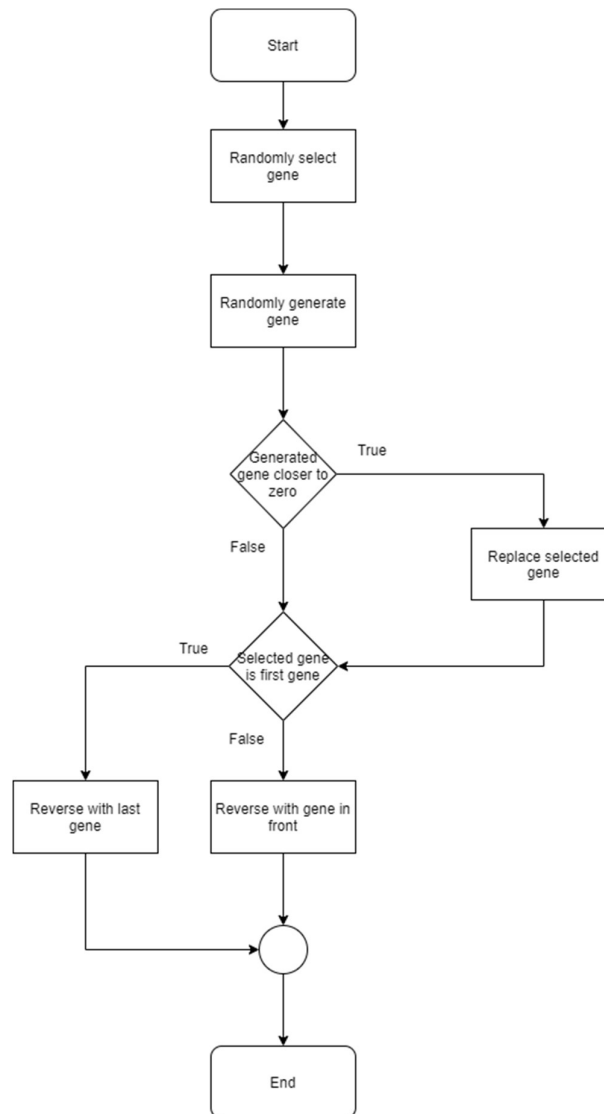 Start
Randomly select
gene
Randomly generate
gene
Generated
gene closer to
zero
True
False
Replace selected
gene
True
Selected gene
is first gene
False
Reverse with last
gene
Reverse with gene in
front
End